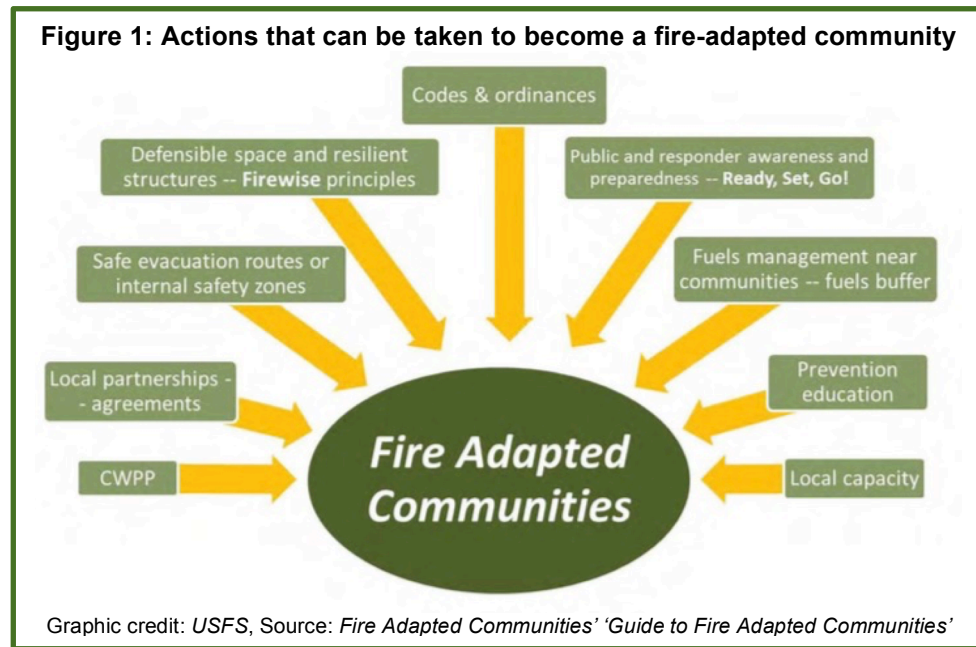 Figure 1: Actions that can be taken to become a fire-adapted community
Codes & ordinances
Defensible space and resilient
structures -- Firewise principles
Public and responder awareness and
preparedness -- Ready, Set, Go!
Safe evacuation routes or
internal safety zones
Fuels management near
communities -- fuels buffer
Local partnerships -
- agreements
Prevention
education
CWPP
Local capacity
Fire Adapted
Communities
Graphic credit: USFS, Source: Fire Adapted Communities’ ‘Guide to Fire Adapted Communities’